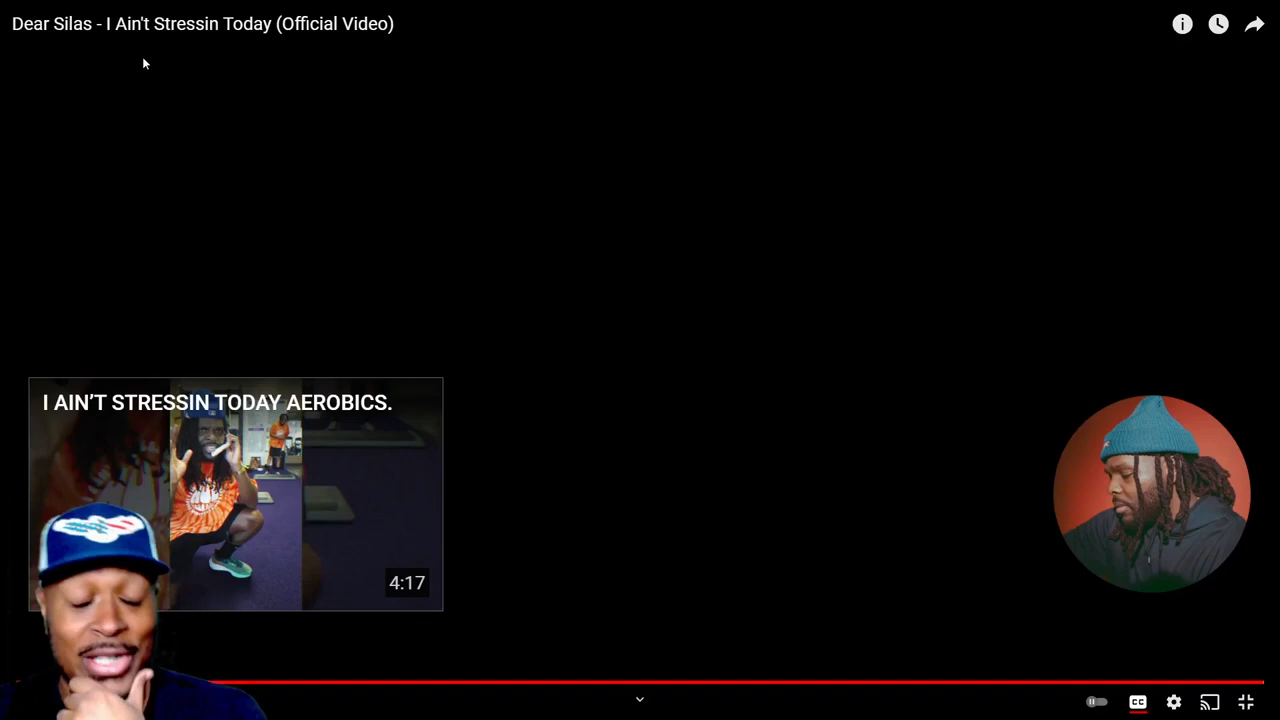 Dear Silas - I Ain't Stressin Today (Official Video)
I AIN’T STRESSIN TODAY AEROBICS.
4:17
CC